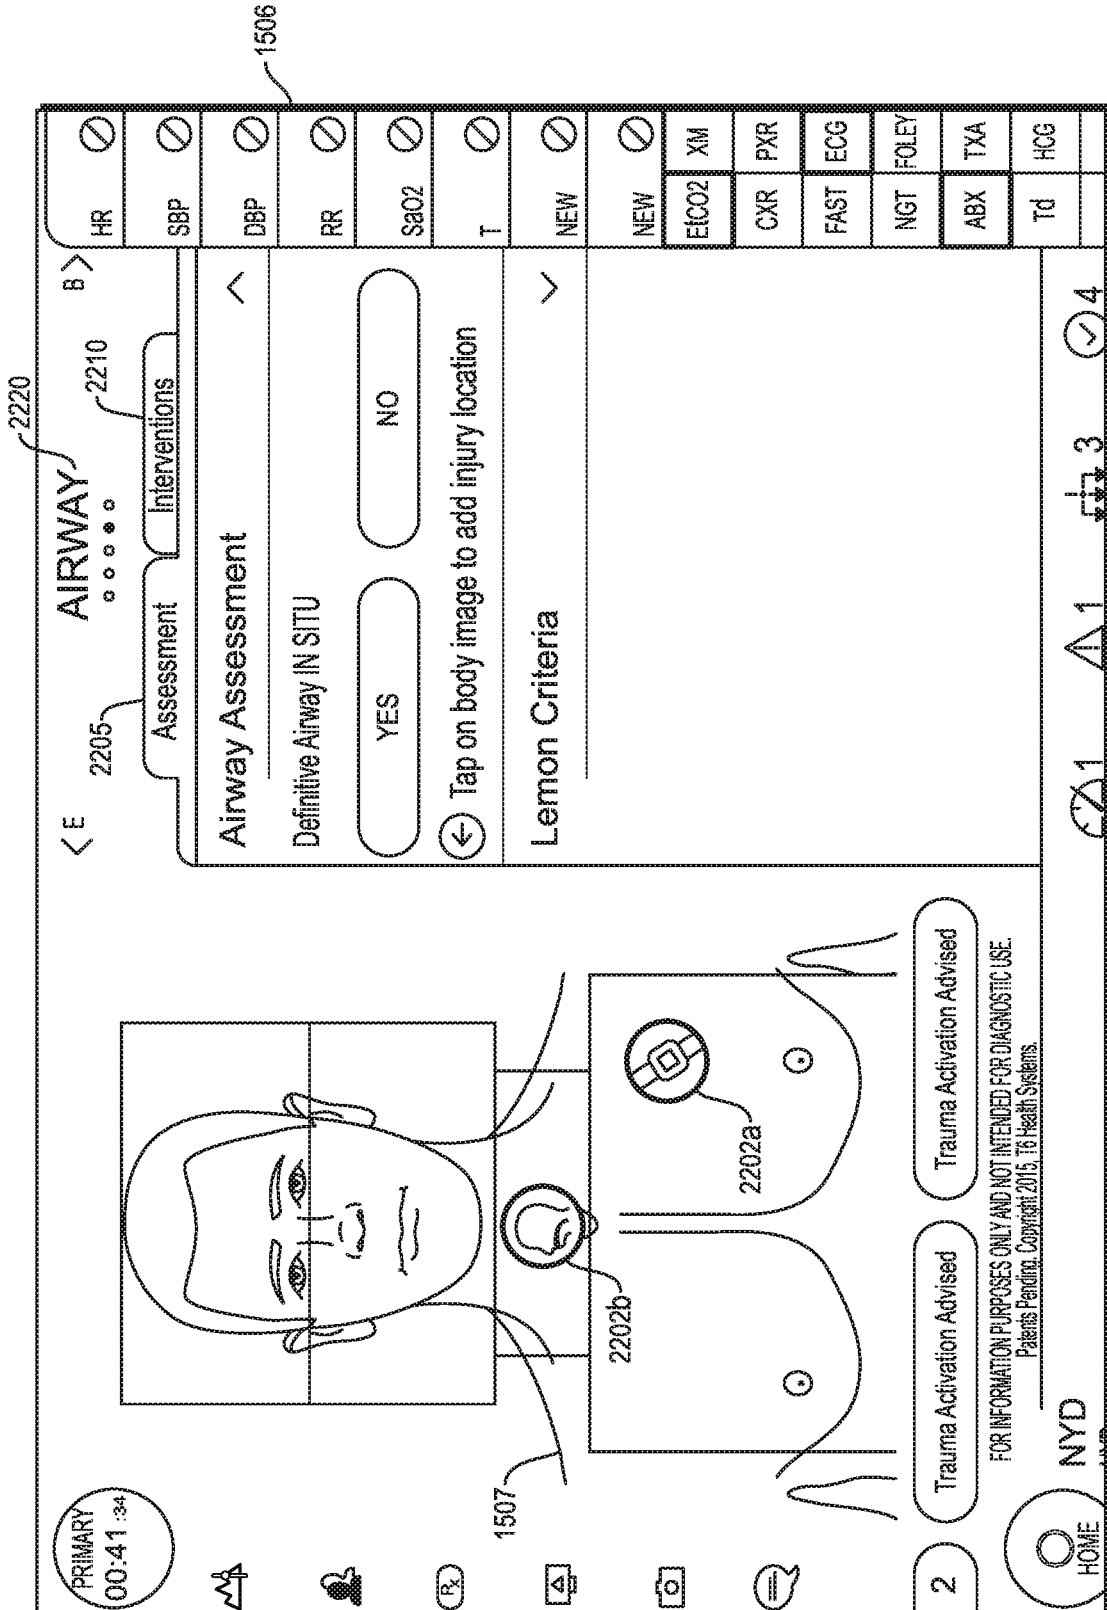 PRIMARY
00:41 :34
2
HOME
1507
2202b
2202a
Trauma Activation Advised
Trauma Activation Advised
FOR INFORMATION PURPOSES ONLY AND NOT INTENDED FOR DIAGNOSTIC USE.
Patents Pending. Copyright 2015, T6 Health Systems.
NYD
< E
AIRWAY
B >
2220
2205
2210
Assessment
Interventions
Airway Assessment
Definitive Airway IN SITU
YES
NO
Tap on body image to add injury location
Lemon Criteria
1
1
3
4
1506
HR
SBP
DBP
RR
SaO2
T
NEW
NEW
EtCO2 XM
CXR PXR
FAST ECG
NGT FOLEY
ABX TXA
Td HCG